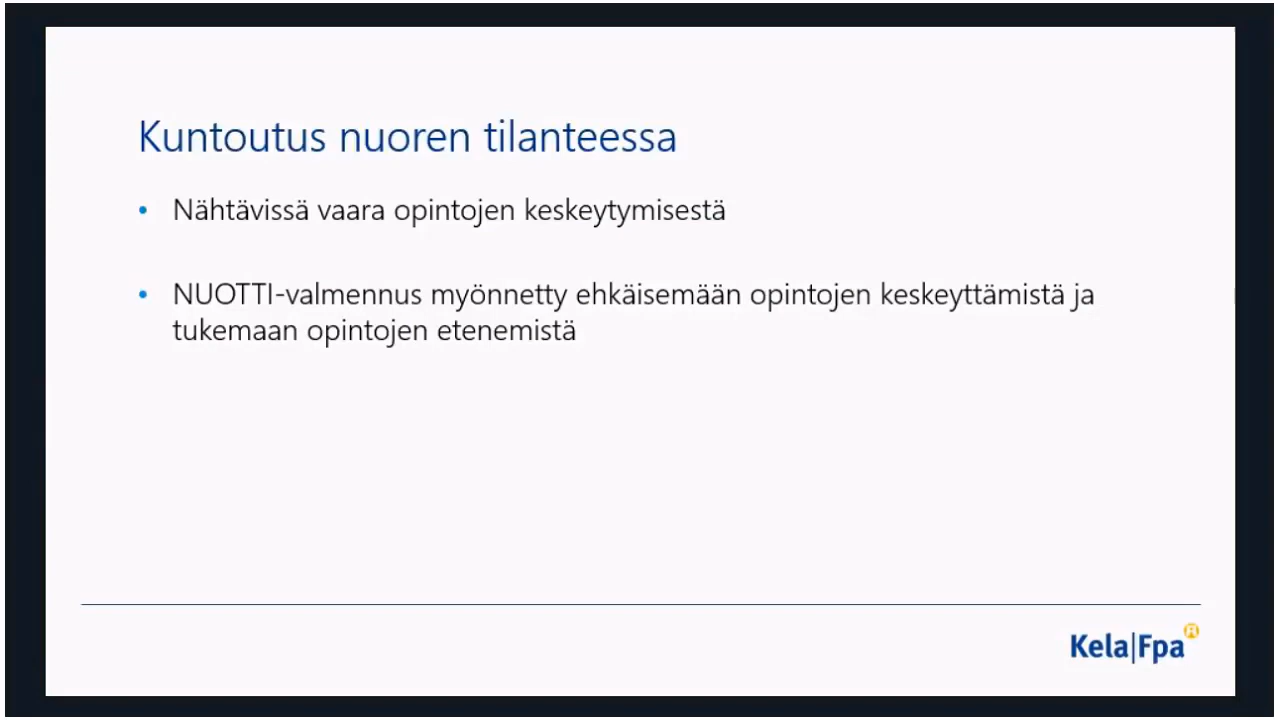 Kuntoutus nuoren tilanteessa
• Nähtävissä vaara opintojen keskeytymisestä
• NUOTTI-valmennus myönnetty ehkäisemään opintojen keskeyttämistä ja
tukemaan opintojen etenemistä
Kela|Fpa